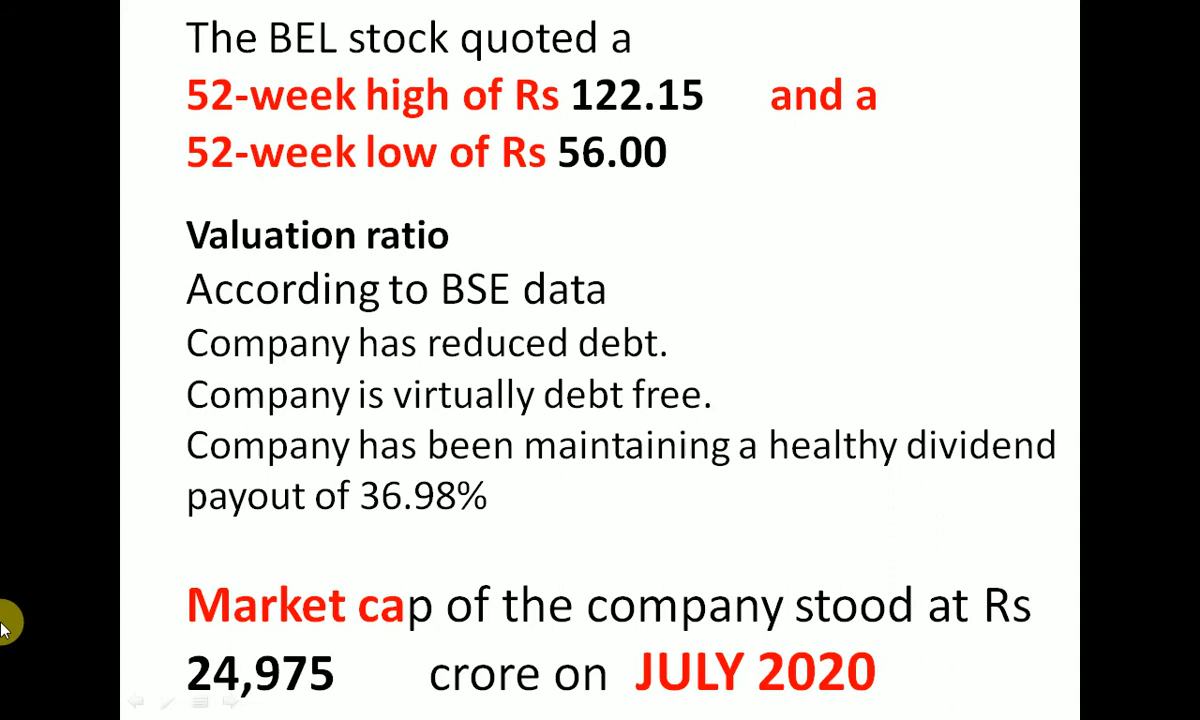 The BEL stock quoted a
52-week high of Rs 122.15 and a
52-week low of Rs 56.00
Valuation ratio
According to BSE data
Company has reduced debt.
Company is virtually debt free.
Company has been maintaining a healthy dividend
payout of 36.98%
Market cap of the company stood at Rs
24,975 crore on JULY 2020